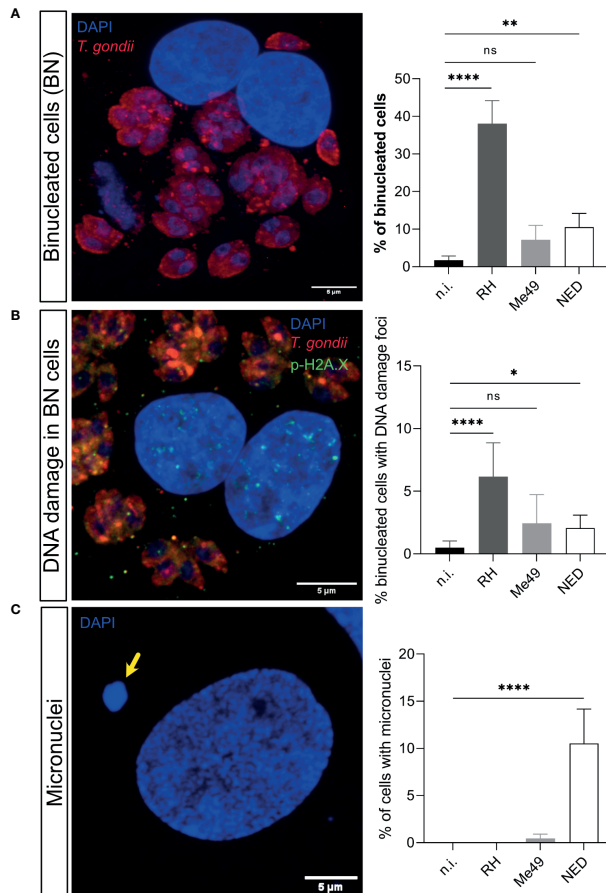 A
Binucleated cells (BN)
DAPI
T. gondii
5 µm
% of binucleated cells
**
ns
****
50
40
30
20
10
0
n.i.
RH
Me49
NED
B
DNA damage in BN cells
DAPI
T. gondii
p-H2A.X
5 µm
% binucleated cells with DNA damage foci
*
ns
****
15
10
5
0
n.i.
RH
Me49
NED
C
Micronuclei
DAPI
5 µm
% of cells with micronuclei
****
20
15
10
5
0
n.i.
RH
Me49
NED